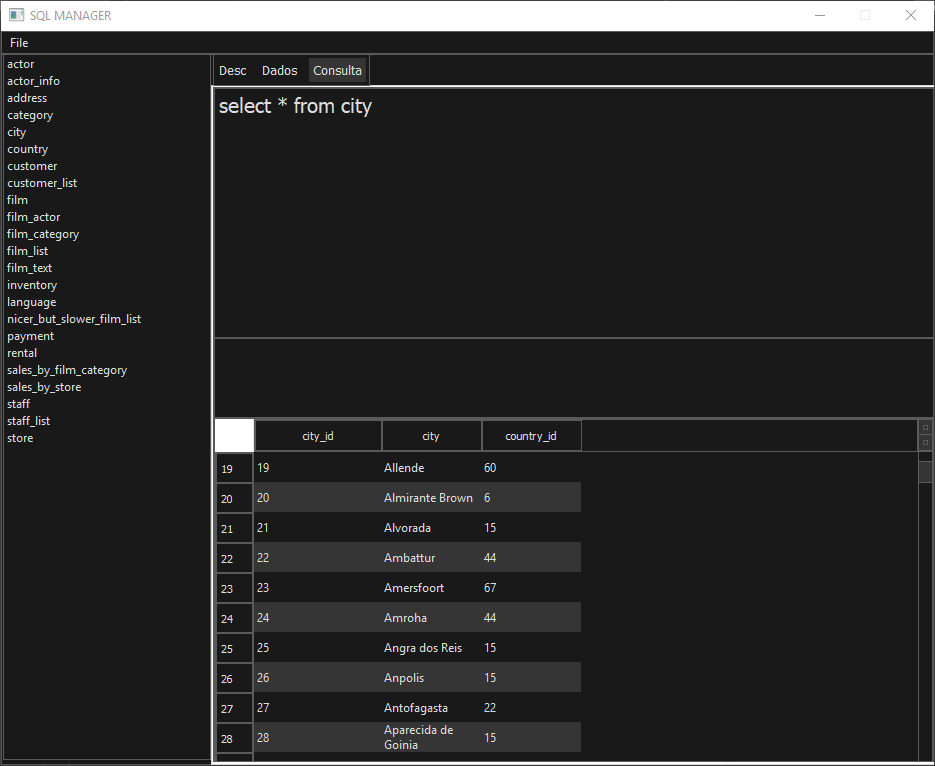 SQL MANAGER
File
actor
actor_info
address
category
city
country
customer
customer_list
film
film_actor
film_category
film_list
film_text
inventory
language
nicer_but_slower_film_list
payment
rental
sales_by_film_category
sales_by_store
staff
staff_list
store
Desc Dados Consulta
select * from city
city_id city country_id
19 19 Allende 60
20 20 Almirante Brown 6
21 21 Alvorada 15
22 22 Ambattur 44
23 23 Amersfoort 67
24 24 Amroha 44
25 25 Angra dos Reis 15
26 26 Anpolis 15
27 27 Antofagasta 22
28 28 Aparecida de 15
Goinia